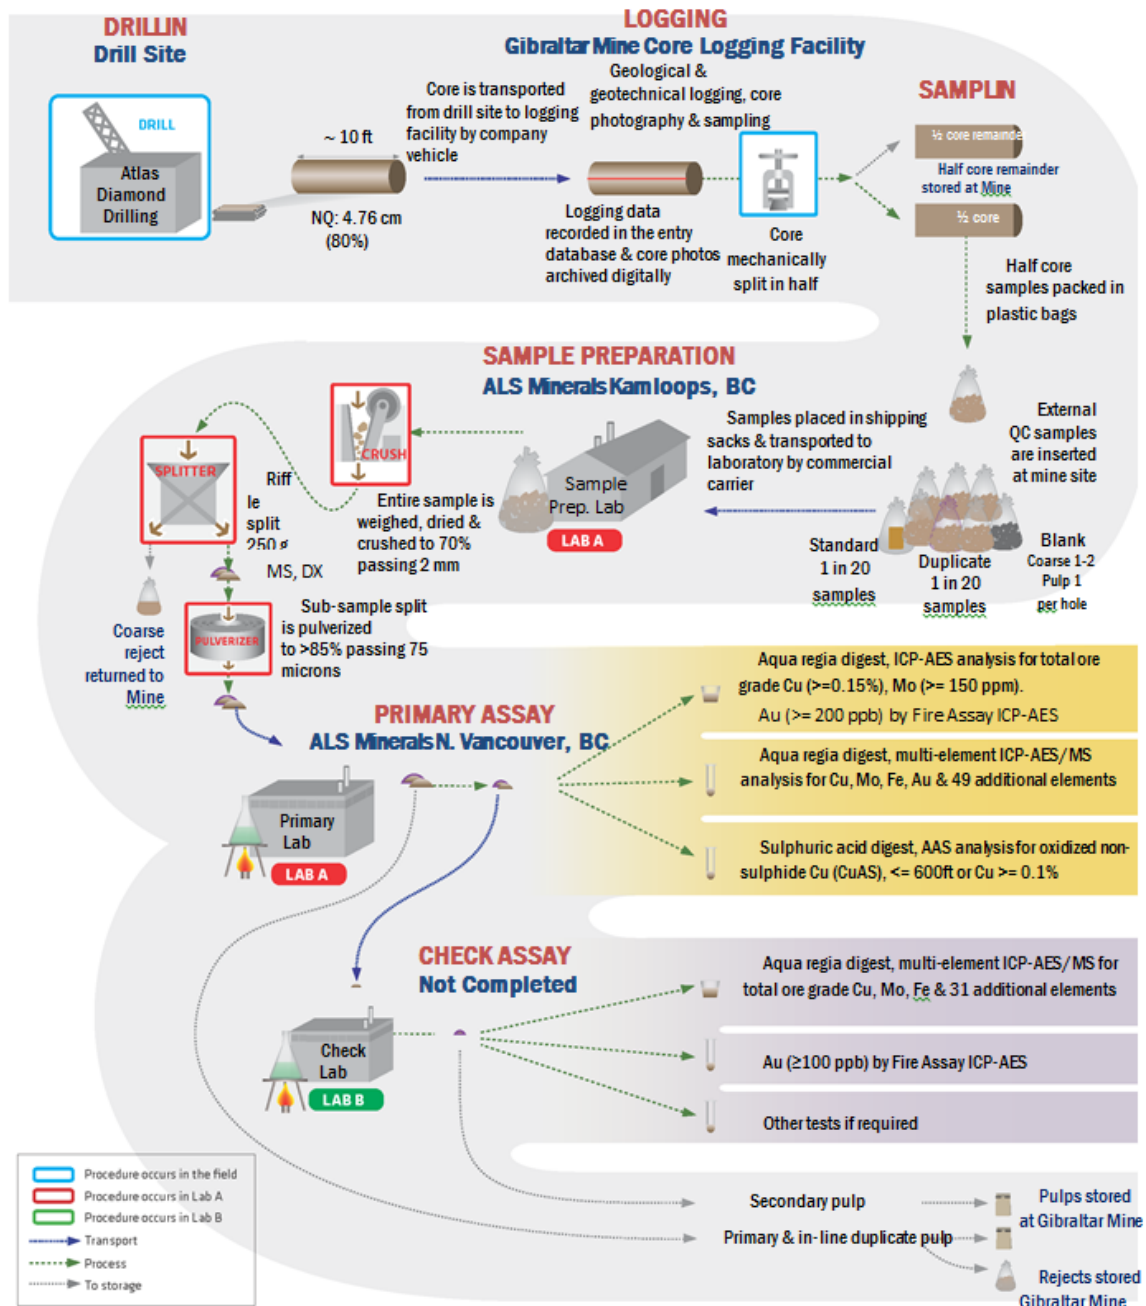 DRILLIN
Drill Site
DRILL
Atlas
Diamond
Drilling
~ 10 ft
NQ: 4.76 cm
(80%)
Core is transported
from drill site to logging
facility by company
vehicle
LOGGING
Gibraltar Mine Core Logging Facility
Geological &
geotechnical logging, core
photography & sampling
Logging data
recorded in the entry
database & core photos
archived digitally
Core
mechanically
split in half
SAMPLIN
½ core remainder
Half core remainder
stored at Mine
½ core
Half core
samples packed in
plastic bags
External
QC samples
are inserted
at mine site
Standard
1 in 20
samples
Duplicate
1 in 20
samples
Blank
Coarse 1-2
Pulp 1
per hole
Samples placed in shipping
sacks & transported to
laboratory by commercial
carrier
SAMPLE PREPARATION
ALS Minerals Kamloops, BC
Sample
Prep. Lab
LAB A
CRUSH
Entire sample is
weighed, dried &
crushed to 70%
passing 2 mm
SPLITTER
Riff
le
split
250 g
MS, DX
Coarse
reject
returned to
Mine
PULVERIZER
Sub-sample split
is pulverized
to >85% passing 75
microns
PRIMARY ASSAY
ALS Minerals N. Vancouver, BC
Primary
Lab
LAB A
Aqua regia digest, ICP-AES analysis for total ore
grade Cu (>=0.15%), Mo (>= 150 ppm).
Au (>= 200 ppb) by Fire Assay ICP-AES
Aqua regia digest, multi-element ICP-AES/MS
analysis for Cu, Mo, Fe, Au & 49 additional elements
Sulphuric acid digest, AAS analysis for oxidized non-
sulphide Cu (CuAS), <= 600ft or Cu >= 0.1%
CHECK ASSAY
Not Completed
Check
Lab
LAB B
Aqua regia digest, multi-element ICP-AES/MS for
total ore grade Cu, Mo, Fe & 31 additional elements
Au (≥100 ppb) by Fire Assay ICP-AES
Other tests if required
Procedure occurs in the field
Procedure occurs in Lab A
Procedure occurs in Lab B
Transport
Process
To storage
Secondary pulp
Primary & in-line duplicate pulp
Pulps stored
at Gibraltar Mine
Rejects stored
Gibraltar Mine